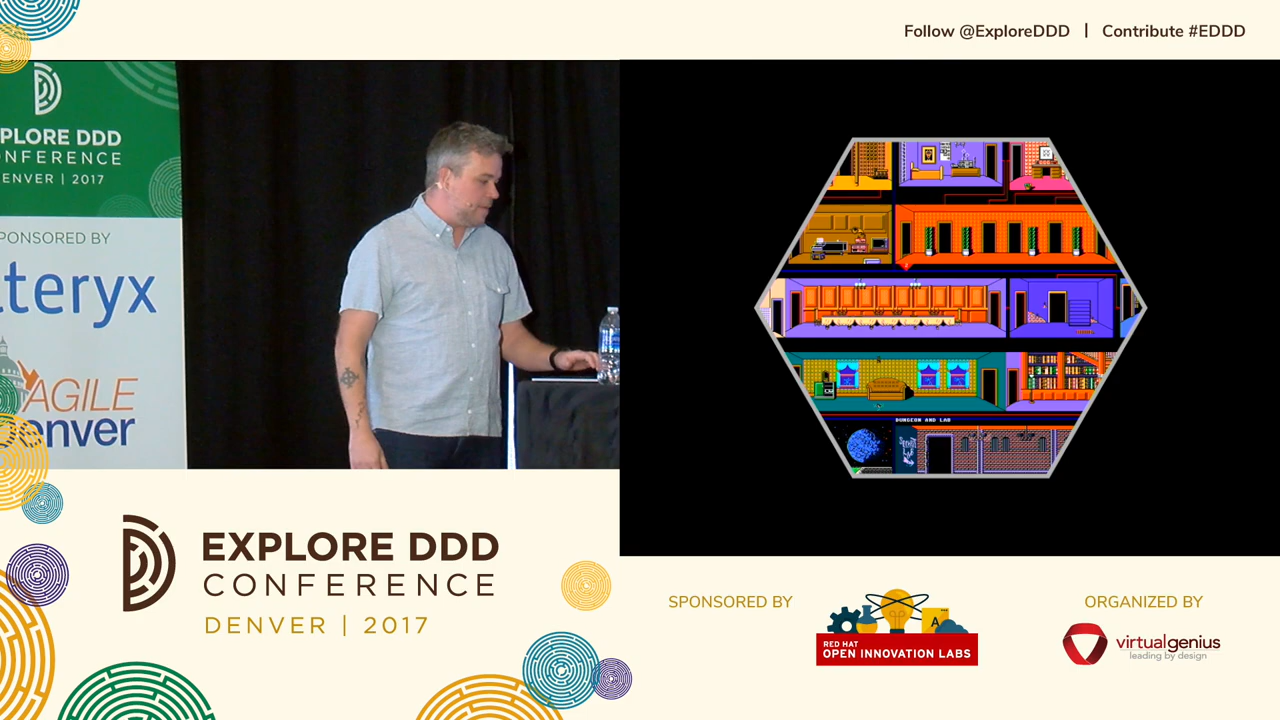 Follow @ExploreDDD | Contribute #EDDD
PLORE DDD
ONFERENCE
ENVER | 2017
PONSORED BY
teryx
AGILE
enver
DUNGEON AND LAB
EXPLORE DDD
CONFERENCE
DENVER | 2017
SPONSORED BY
A
RED HAT
OPEN INNOVATION LABS
ORGANIZED BY
virtualgenius
leading by design